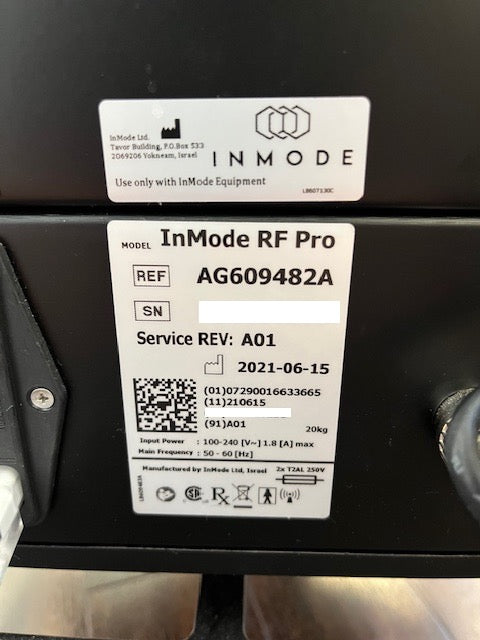 InMode Ltd.
Tavor Building, P.O.Box 533
2069206 Yokneam, Israel
INMODE
Use only with InMode Equipment
LB607130C
MODEL InMode RF Pro
REF AG609482A
SN
Service REV: A01
2021-06-15
(01)07290016633665
(11)210615
(91)A01
20kg
Input Power : 100-240 [V~] 1.8 [A] max
Main Frequency : 50 - 60 [Hz]
Manufactured by InMode Ltd, Israel
2x T2AL 250V
Rx